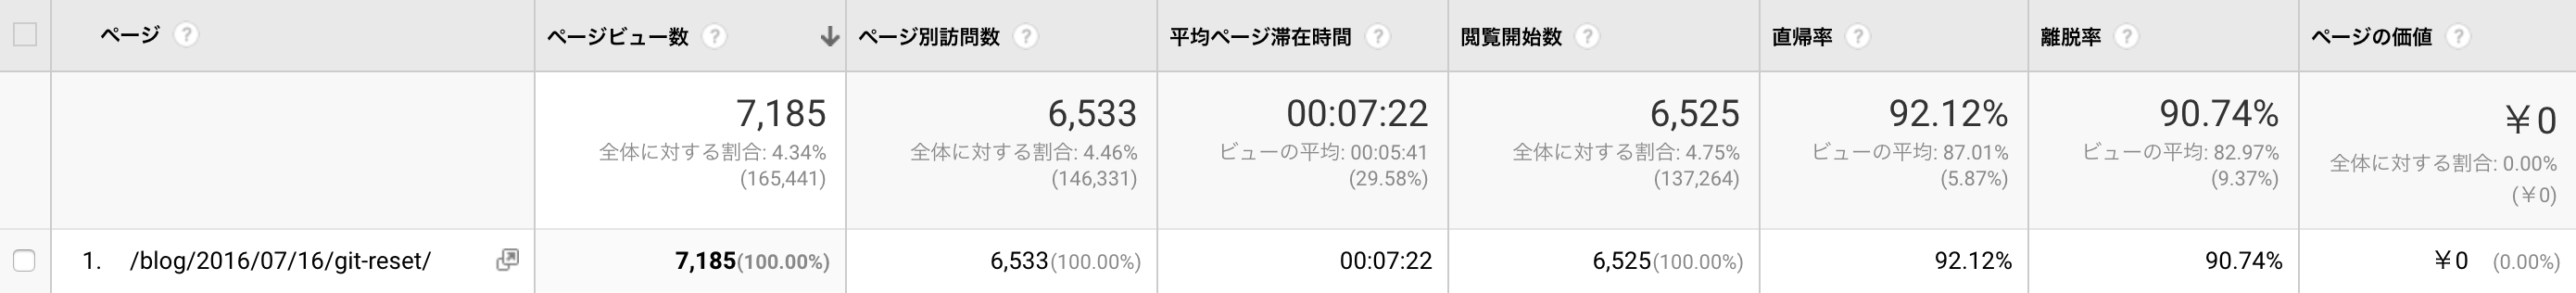 ページ ? ページビュー数 ? ページ別訪問数 ? 平均ページ滞在時間 ? 閲覧開始数 ? 直帰率 ? 離脱率 ? ページの価値 ?
7,185 6,533 00:07:22 6,525 92.12% 90.74% ￥0
全体に対する割合: 4.34% 全体に対する割合: 4.46% ビューの平均: 00:05:41 全体に対する割合: 4.75% ビューの平均: 87.01% ビューの平均: 82.97% 全体に対する割合: 0.00%
(165,441) (146,331) (29.58%) (137,264) (5.87%) (9.37%) (￥0)
1. /blog/2016/07/16/git-reset/ 7,185(100.00%) 6,533(100.00%) 00:07:22 6,525(100.00%) 92.12% 90.74% ￥0 (0.00%)